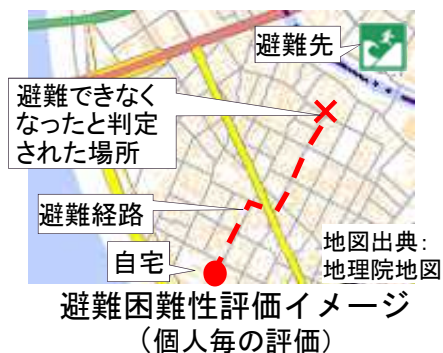 避難先
避難できなく
なったと判定
された場所
避難経路
自宅
地図出典：
地理院地図
避難困難性評価イメージ
（個人毎の評価）